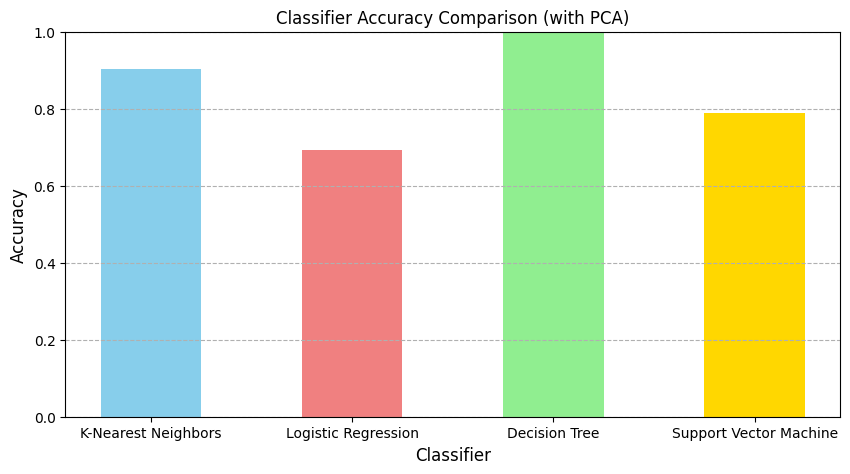 Classifier Accuracy Comparison (with PCA)
1.0
0.8
0.6
0.4
0.2
0.0
Accuracy
K-Nearest Neighbors
Logistic Regression
Decision Tree
Support Vector Machine
Classifier